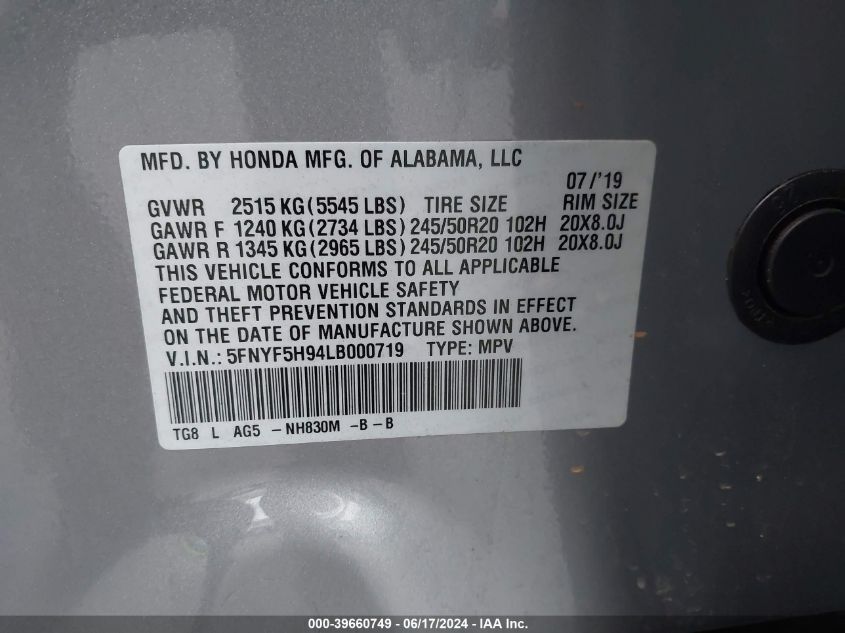 MFD. BY HONDA MFG. OF ALABAMA, LLC
07/'19
GVWR 2515 KG (5545 LBS) TIRE SIZE RIM SIZE
GAWR F 1240 KG (2734 LBS) 245/50R20 102H 20X8.0J
GAWR R 1345 KG (2965 LBS) 245/50R20 102H 20X8.0J
THIS VEHICLE CONFORMS TO ALL APPLICABLE
FEDERAL MOTOR VEHICLE SAFETY
AND THEFT PREVENTION STANDARDS IN EFFECT
ON THE DATE OF MANUFACTURE SHOWN ABOVE.
V.I.N.: 5FNYF5H94LB000719 TYPE: MPV
TG8 L AG5 -NH830M -B-B
000-39660749 - 06/17/2024 - IAA Inc.